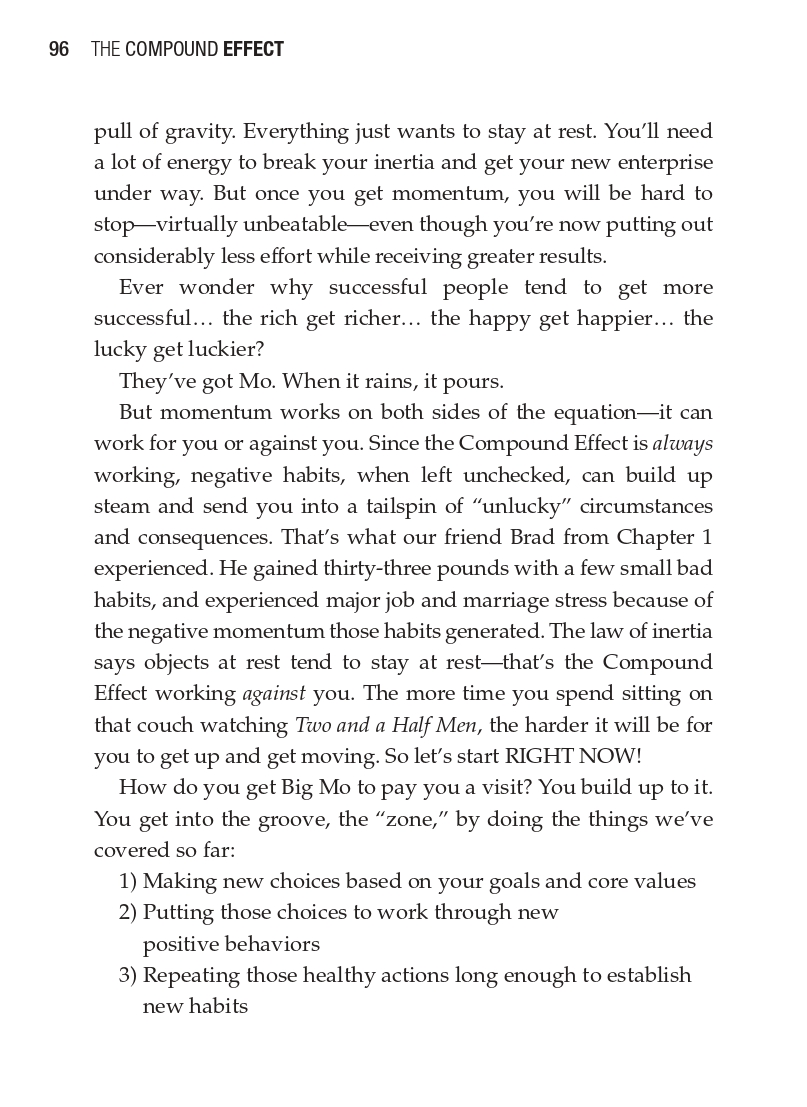 96 THE COMPOUND EFFECT
pull of gravity. Everything just wants to stay at rest. You’ll need
a lot of energy to break your inertia and get your new enterprise
under way. But once you get momentum, you will be hard to
stop—virtually unbeatable—even though you’re now putting out
considerably less effort while receiving greater results.
Ever wonder why successful people tend to get more
successful… the rich get richer… the happy get happier… the
lucky get luckier?
They’ve got Mo. When it rains, it pours.
But momentum works on both sides of the equation—it can
work for you or against you. Since the Compound Effect is always
working, negative habits, when left unchecked, can build up
steam and send you into a tailspin of “unlucky” circumstances
and consequences. That’s what our friend Brad from Chapter 1
experienced. He gained thirty-three pounds with a few small bad
habits, and experienced major job and marriage stress because of
the negative momentum those habits generated. The law of inertia
says objects at rest tend to stay at rest—that’s the Compound
Effect working against you. The more time you spend sitting on
that couch watching Two and a Half Men, the harder it will be for
you to get up and get moving. So let’s start RIGHT NOW!
How do you get Big Mo to pay you a visit? You build up to it.
You get into the groove, the “zone,” by doing the things we’ve
covered so far:
1) Making new choices based on your goals and core values
2) Putting those choices to work through new
positive behaviors
3) Repeating those healthy actions long enough to establish
new habits